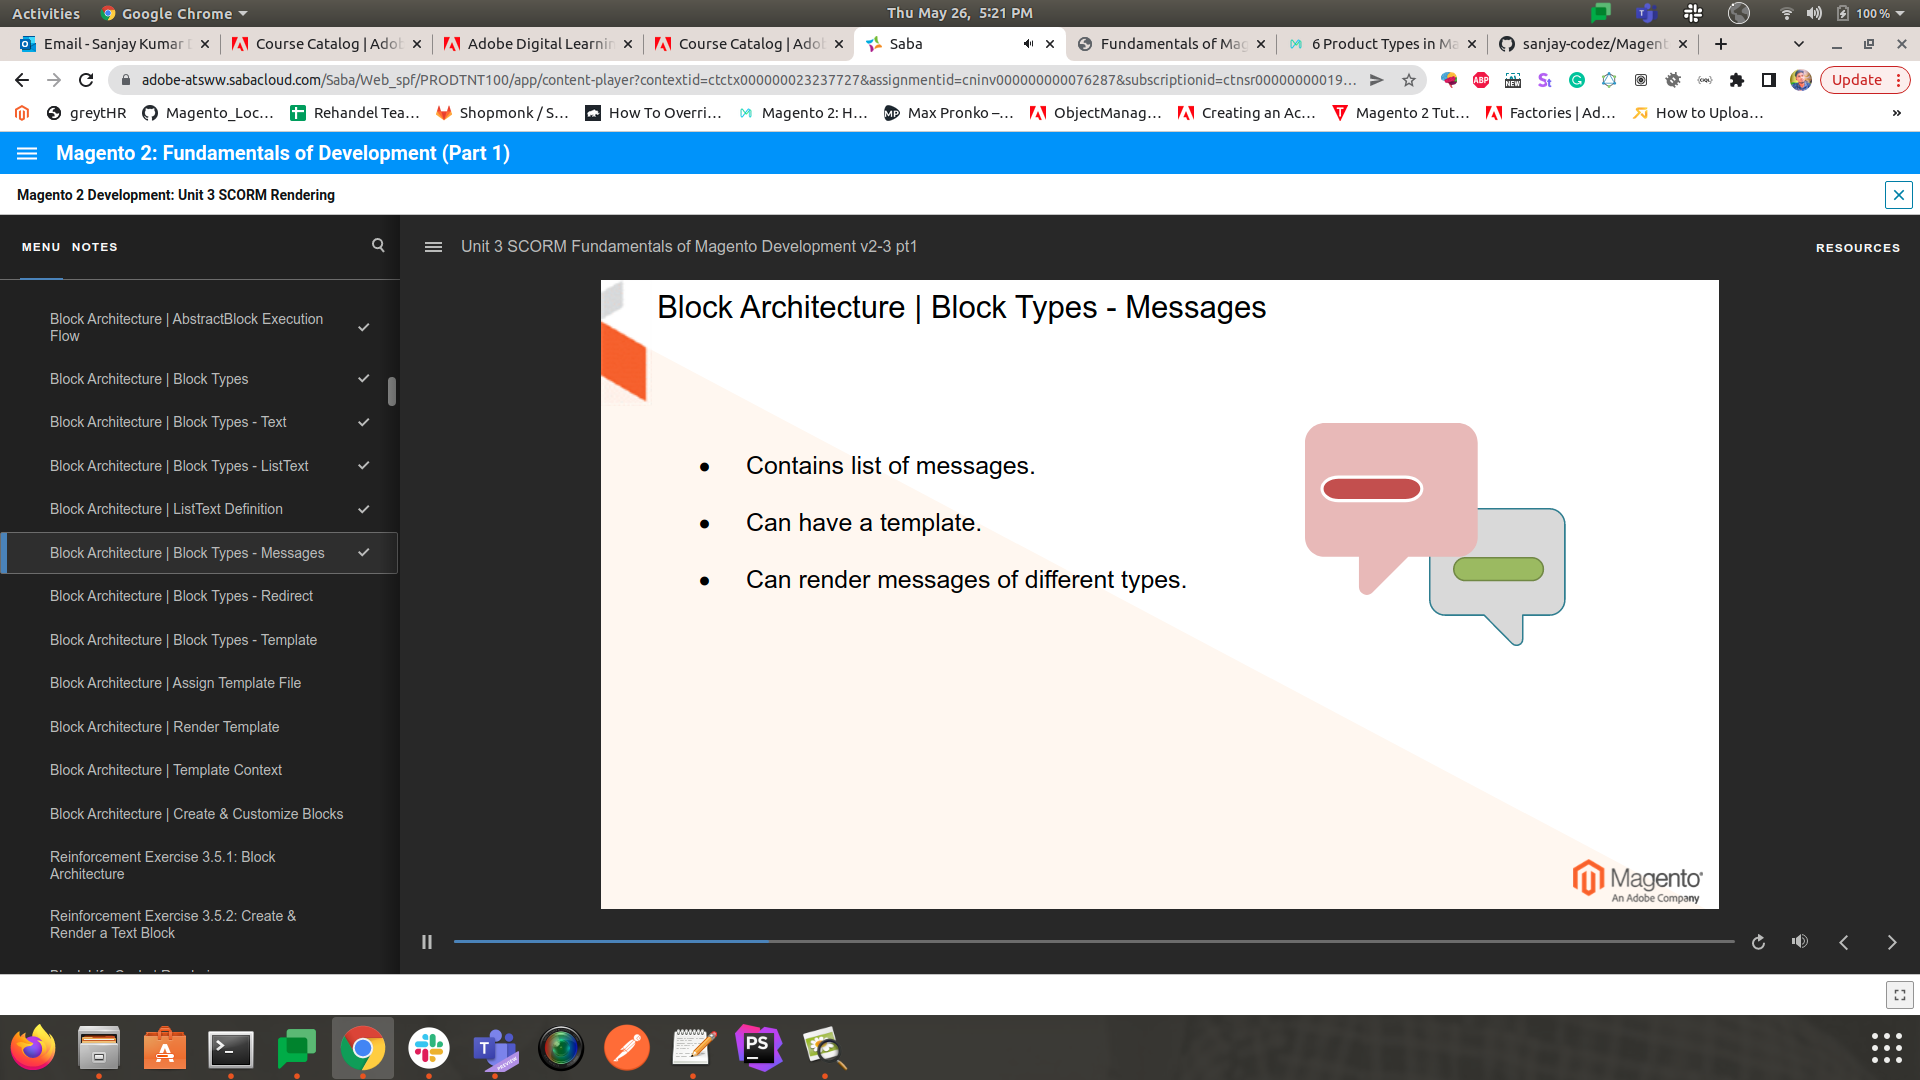 Activities
Google Chrome
Thu May 26, 5:21 PM
100 %
Email - Sanjay Kumar
Course Catalog | Adob
Adobe Digital Learnin
Course Catalog | Adob
Saba
Fundamentals of Mag
6 Product Types in Ma
sanjay-codez/Magent
adobe-atsww.sabacloud.com/Saba/Web_spf/PRODTNT100/app/content-player?contextid=ctctx000000023237727&assignmentid=cninv000000000076287&subscriptionid=ctnsr00000000019...
Update
greytHR
Magento_Loc...
Rehandel Tea...
Shopmonk / S...
How To Overri...
Magento 2: H...
Max Pronko –...
ObjectManag...
Creating an Ac...
Magento 2 Tut...
Factories | Ad...
How to Uploa...
»
Magento 2: Fundamentals of Development (Part 1)
Magento 2 Development: Unit 3 SCORM Rendering
MENU
NOTES
Unit 3 SCORM Fundamentals of Magento Development v2-3 pt1
RESOURCES
Block Architecture | AbstractBlock Execution
Flow
Block Architecture | Block Types
Block Architecture | Block Types - Text
Block Architecture | Block Types - ListText
Block Architecture | ListText Definition
Block Architecture | Block Types - Messages
Block Architecture | Block Types - Redirect
Block Architecture | Block Types - Template
Block Architecture | Assign Template File
Block Architecture | Render Template
Block Architecture | Template Context
Block Architecture | Create & Customize Blocks
Reinforcement Exercise 3.5.1: Block
Architecture
Reinforcement Exercise 3.5.2: Create &
Render a Text Block
Block Architecture | Block Types - Messages
• Contains list of messages.
• Can have a template.
• Can render messages of different types.
Magento
An Adobe Company